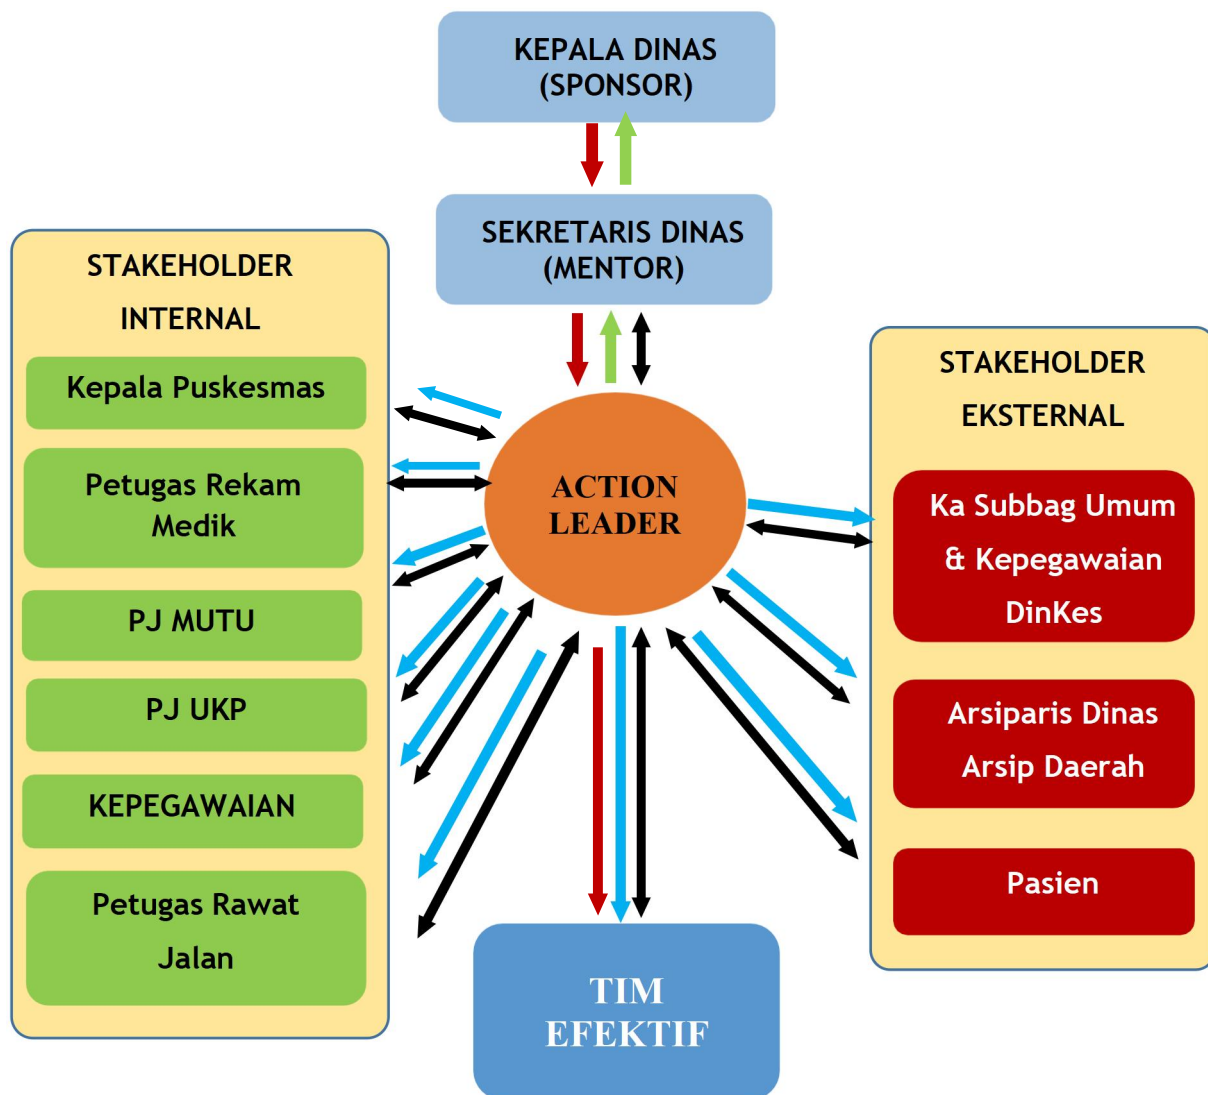 KEPALA DINAS
(SPONSOR)
SEKRETARIS DINAS
(MENTOR)
STAKEHOLDER
INTERNAL
Kepala Puskesmas
Petugas Rekam
Medik
PJ MUTU
PJ UKP
KEPEGAWAIAN
Petugas Rawat
Jalan
ACTION
LEADER
STAKEHOLDER
EKSTERNAL
Ka Subbag Umum
& Kepegawaian
DinKes
Arsiparis Dinas
Arsip Daerah
Pasien
TIM
EFEKTIF